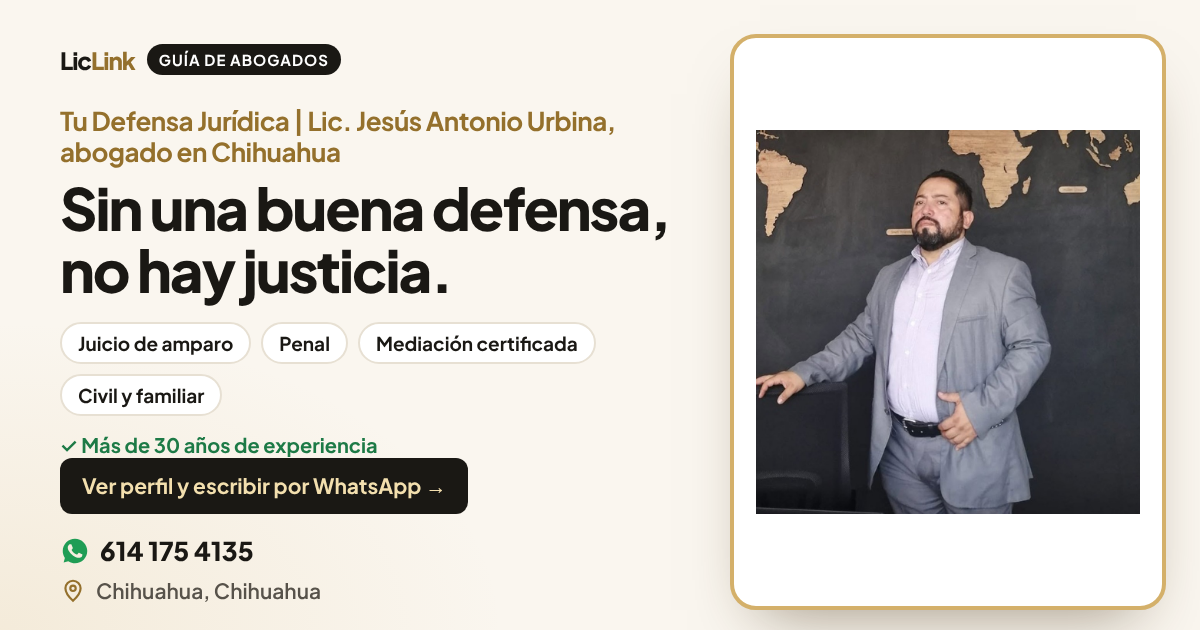 LicLink GUÍA DE ABOGADOS
Tu Defensa Jurídica | Lic. Jesús Antonio Urbina,
abogado en Chihuahua
Sin una buena defensa,
no hay justicia.
Juicio de amparo Penal Mediación certificada
Civil y familiar
✓ Más de 30 años de experiencia
Ver perfil y escribir por WhatsApp →
614 175 4135
Chihuahua, Chihuahua